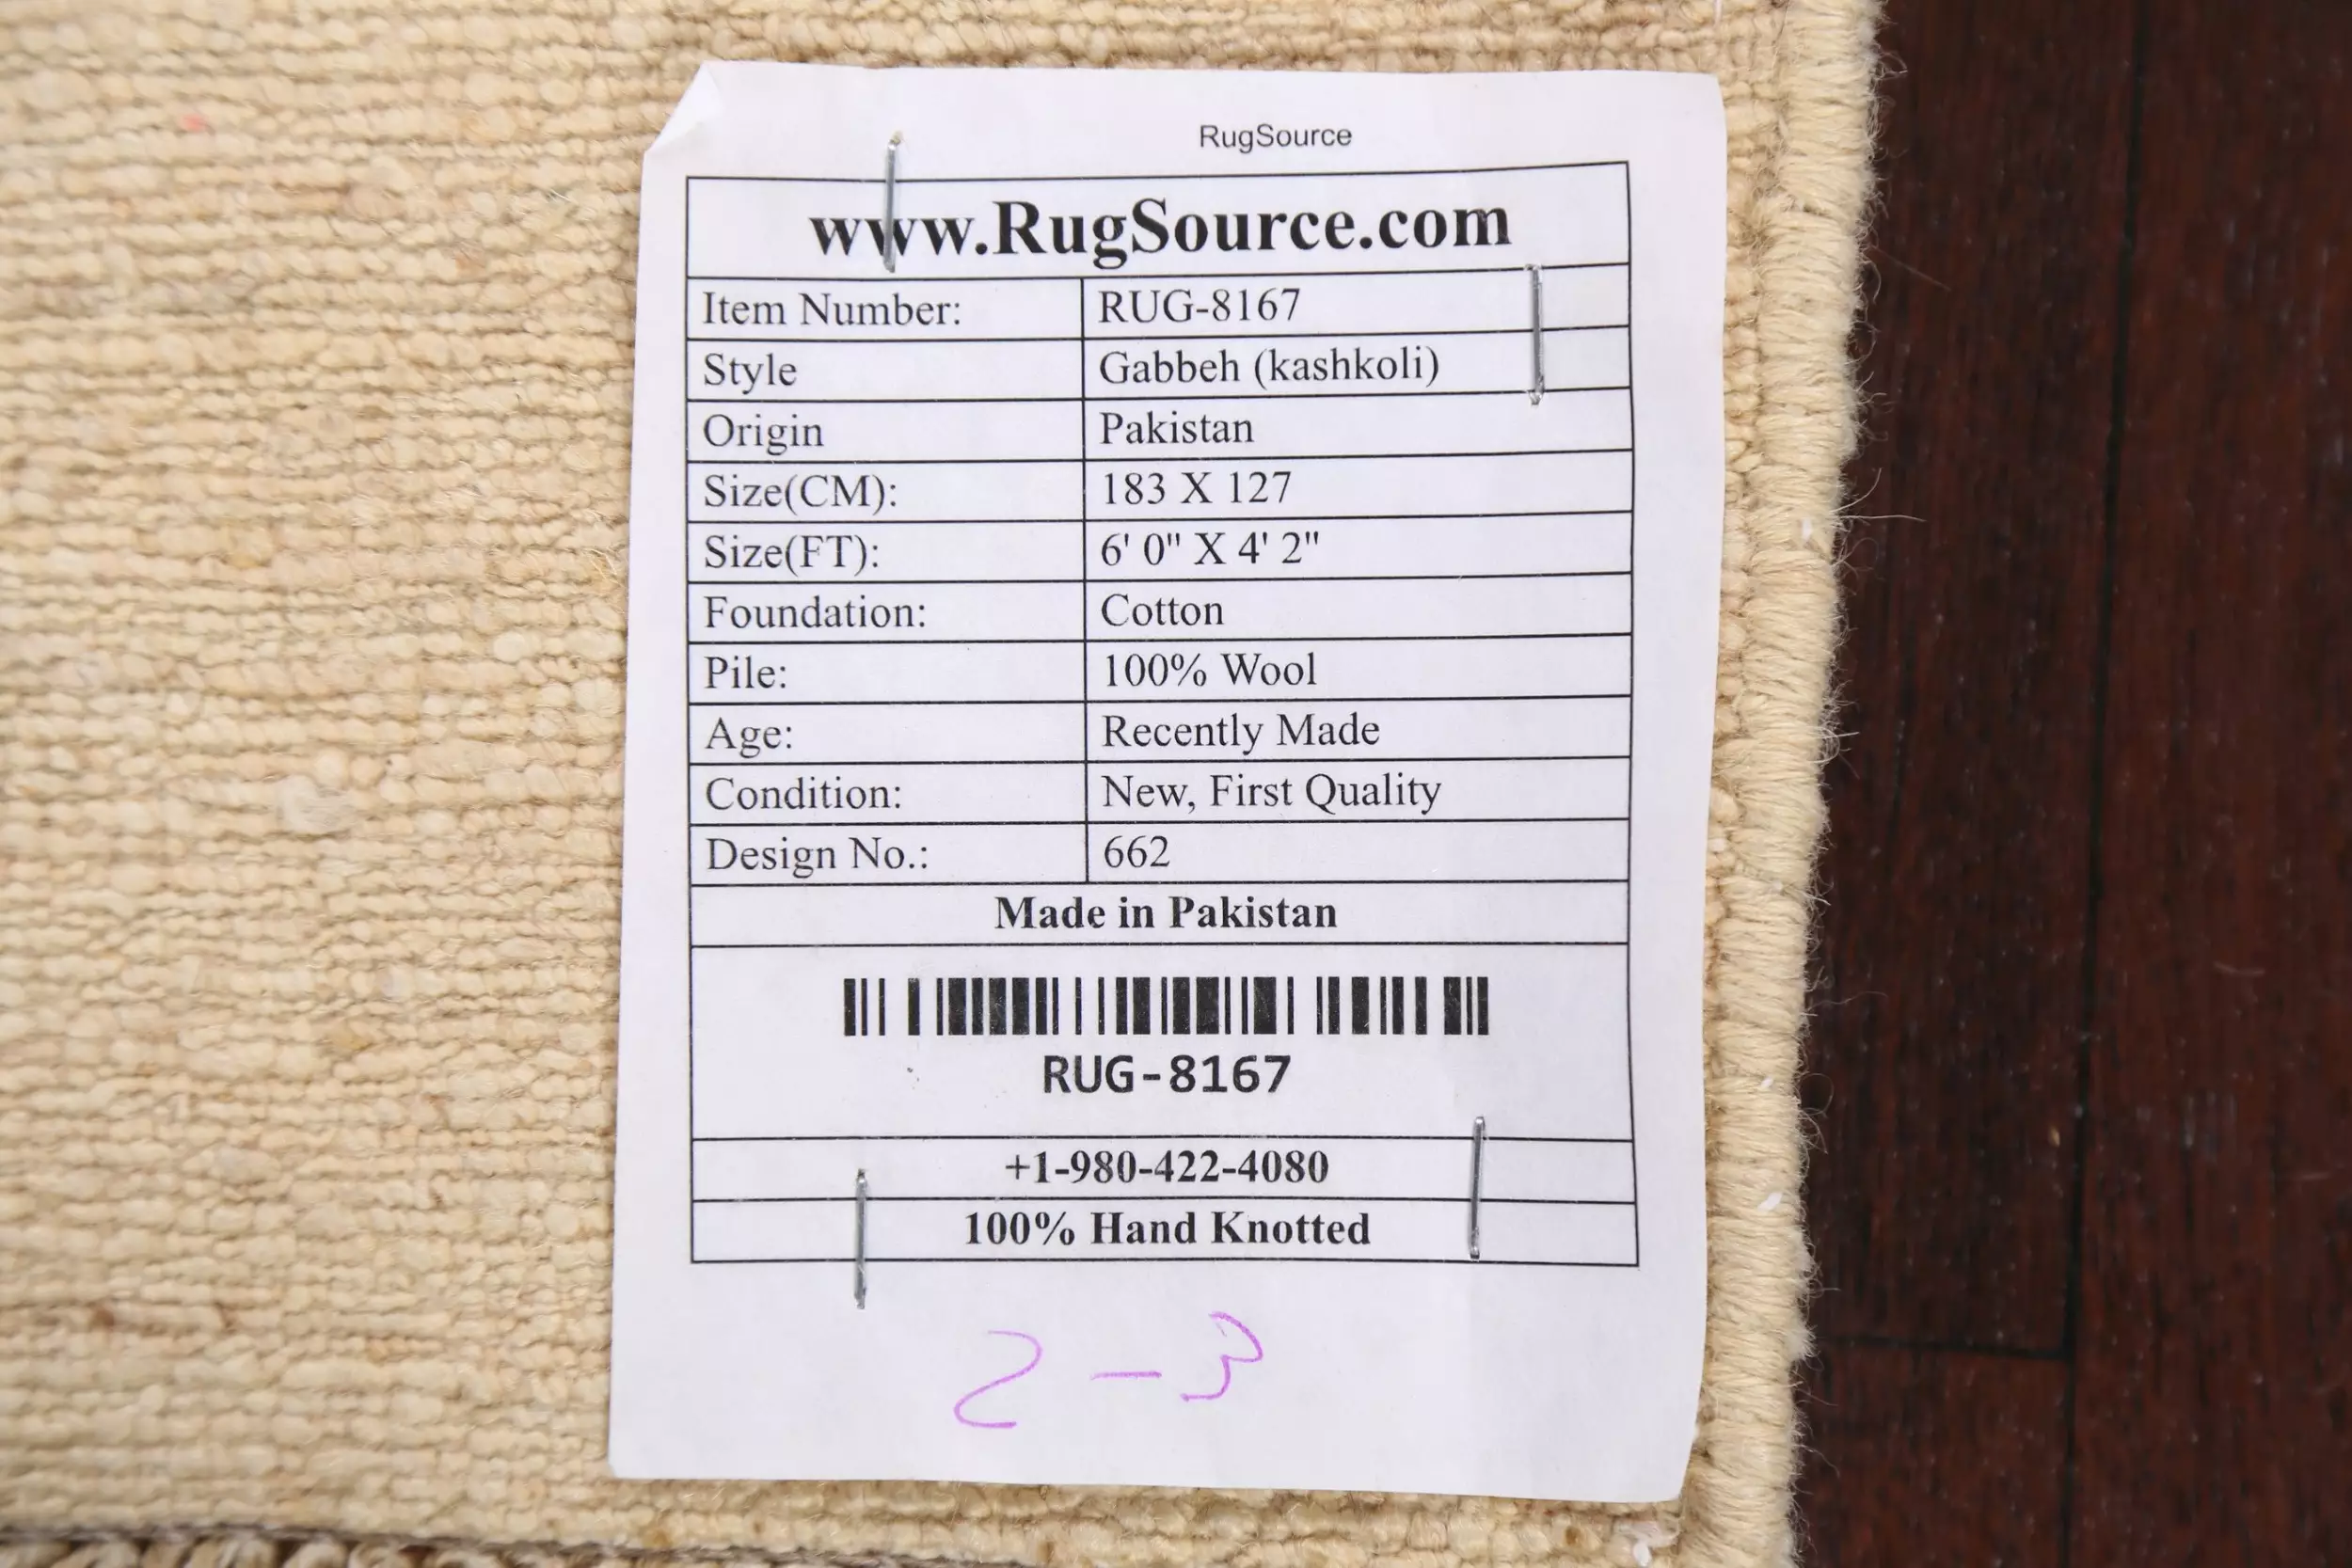 RugSource
www.RugSource.com
Item Number: RUG-8167
Style Gabbeh (kashkoli)
Origin Pakistan
Size(CM): 183 X 127
Size(FT): 6' 0" X 4' 2"
Foundation: Cotton
Pile: 100% Wool
Age: Recently Made
Condition: New, First Quality
Design No.: 662
Made in Pakistan
RUG-8167
+1-980-422-4080
100% Hand Knotted
2-3